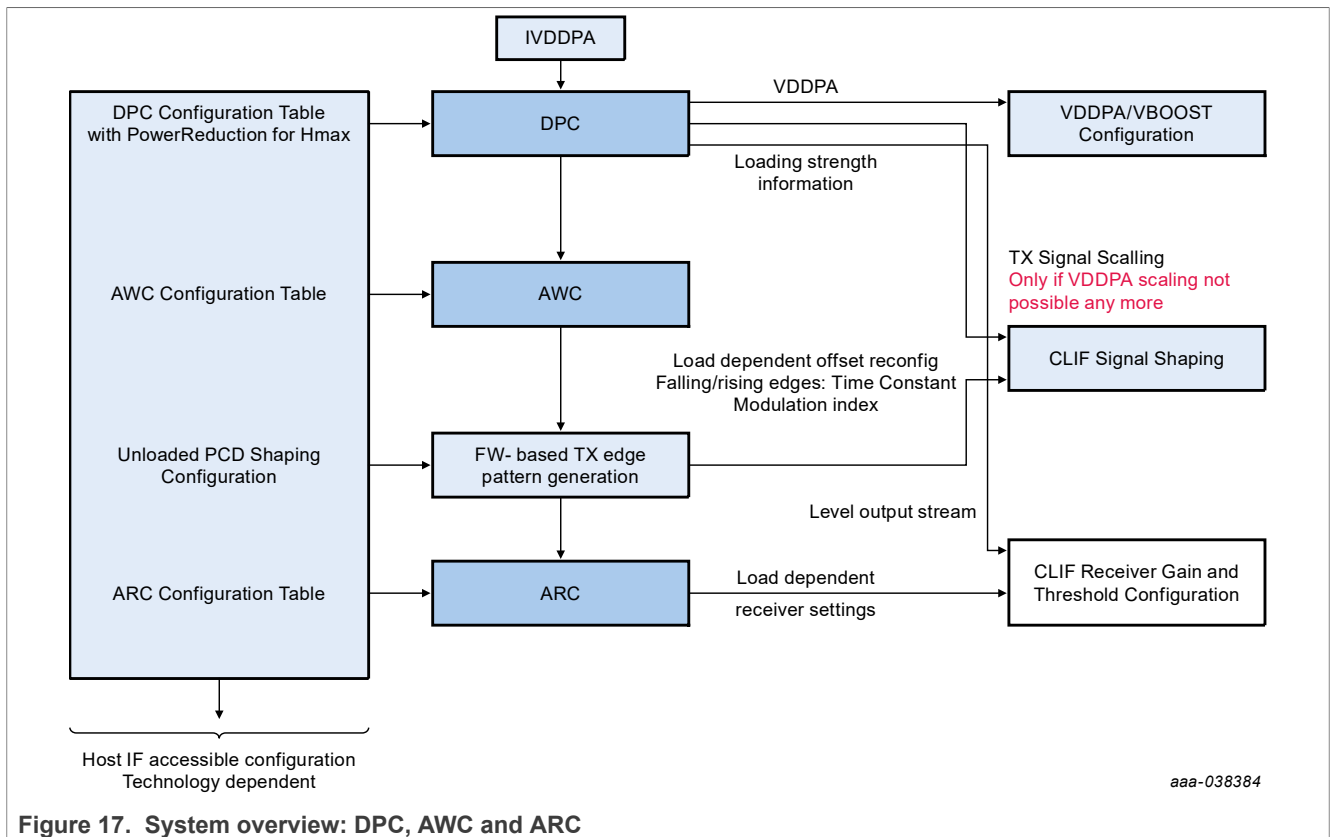 IVDDPA
DPC Configuration Table
with PowerReduction for Hmax
DPC
VDDPA
VDDPA/VBOOST
Configuration
Loading strength
information
TX Signal Scalling
Only if VDDPA scaling not
possible any more
AWC Configuration Table
AWC
Load dependent offset reconfig
Falling/rising edges: Time Constant
Modulation index
CLIF Signal Shaping
Unloaded PCD Shaping
Configuration
FW- based TX edge
pattern generation
Level output stream
ARC Configuration Table
ARC
Load dependent
receiver settings
CLIF Receiver Gain and
Threshold Configuration
Host IF accessible configuration
Technology dependent
aaa-038384
Figure 17. System overview: DPC, AWC and ARC